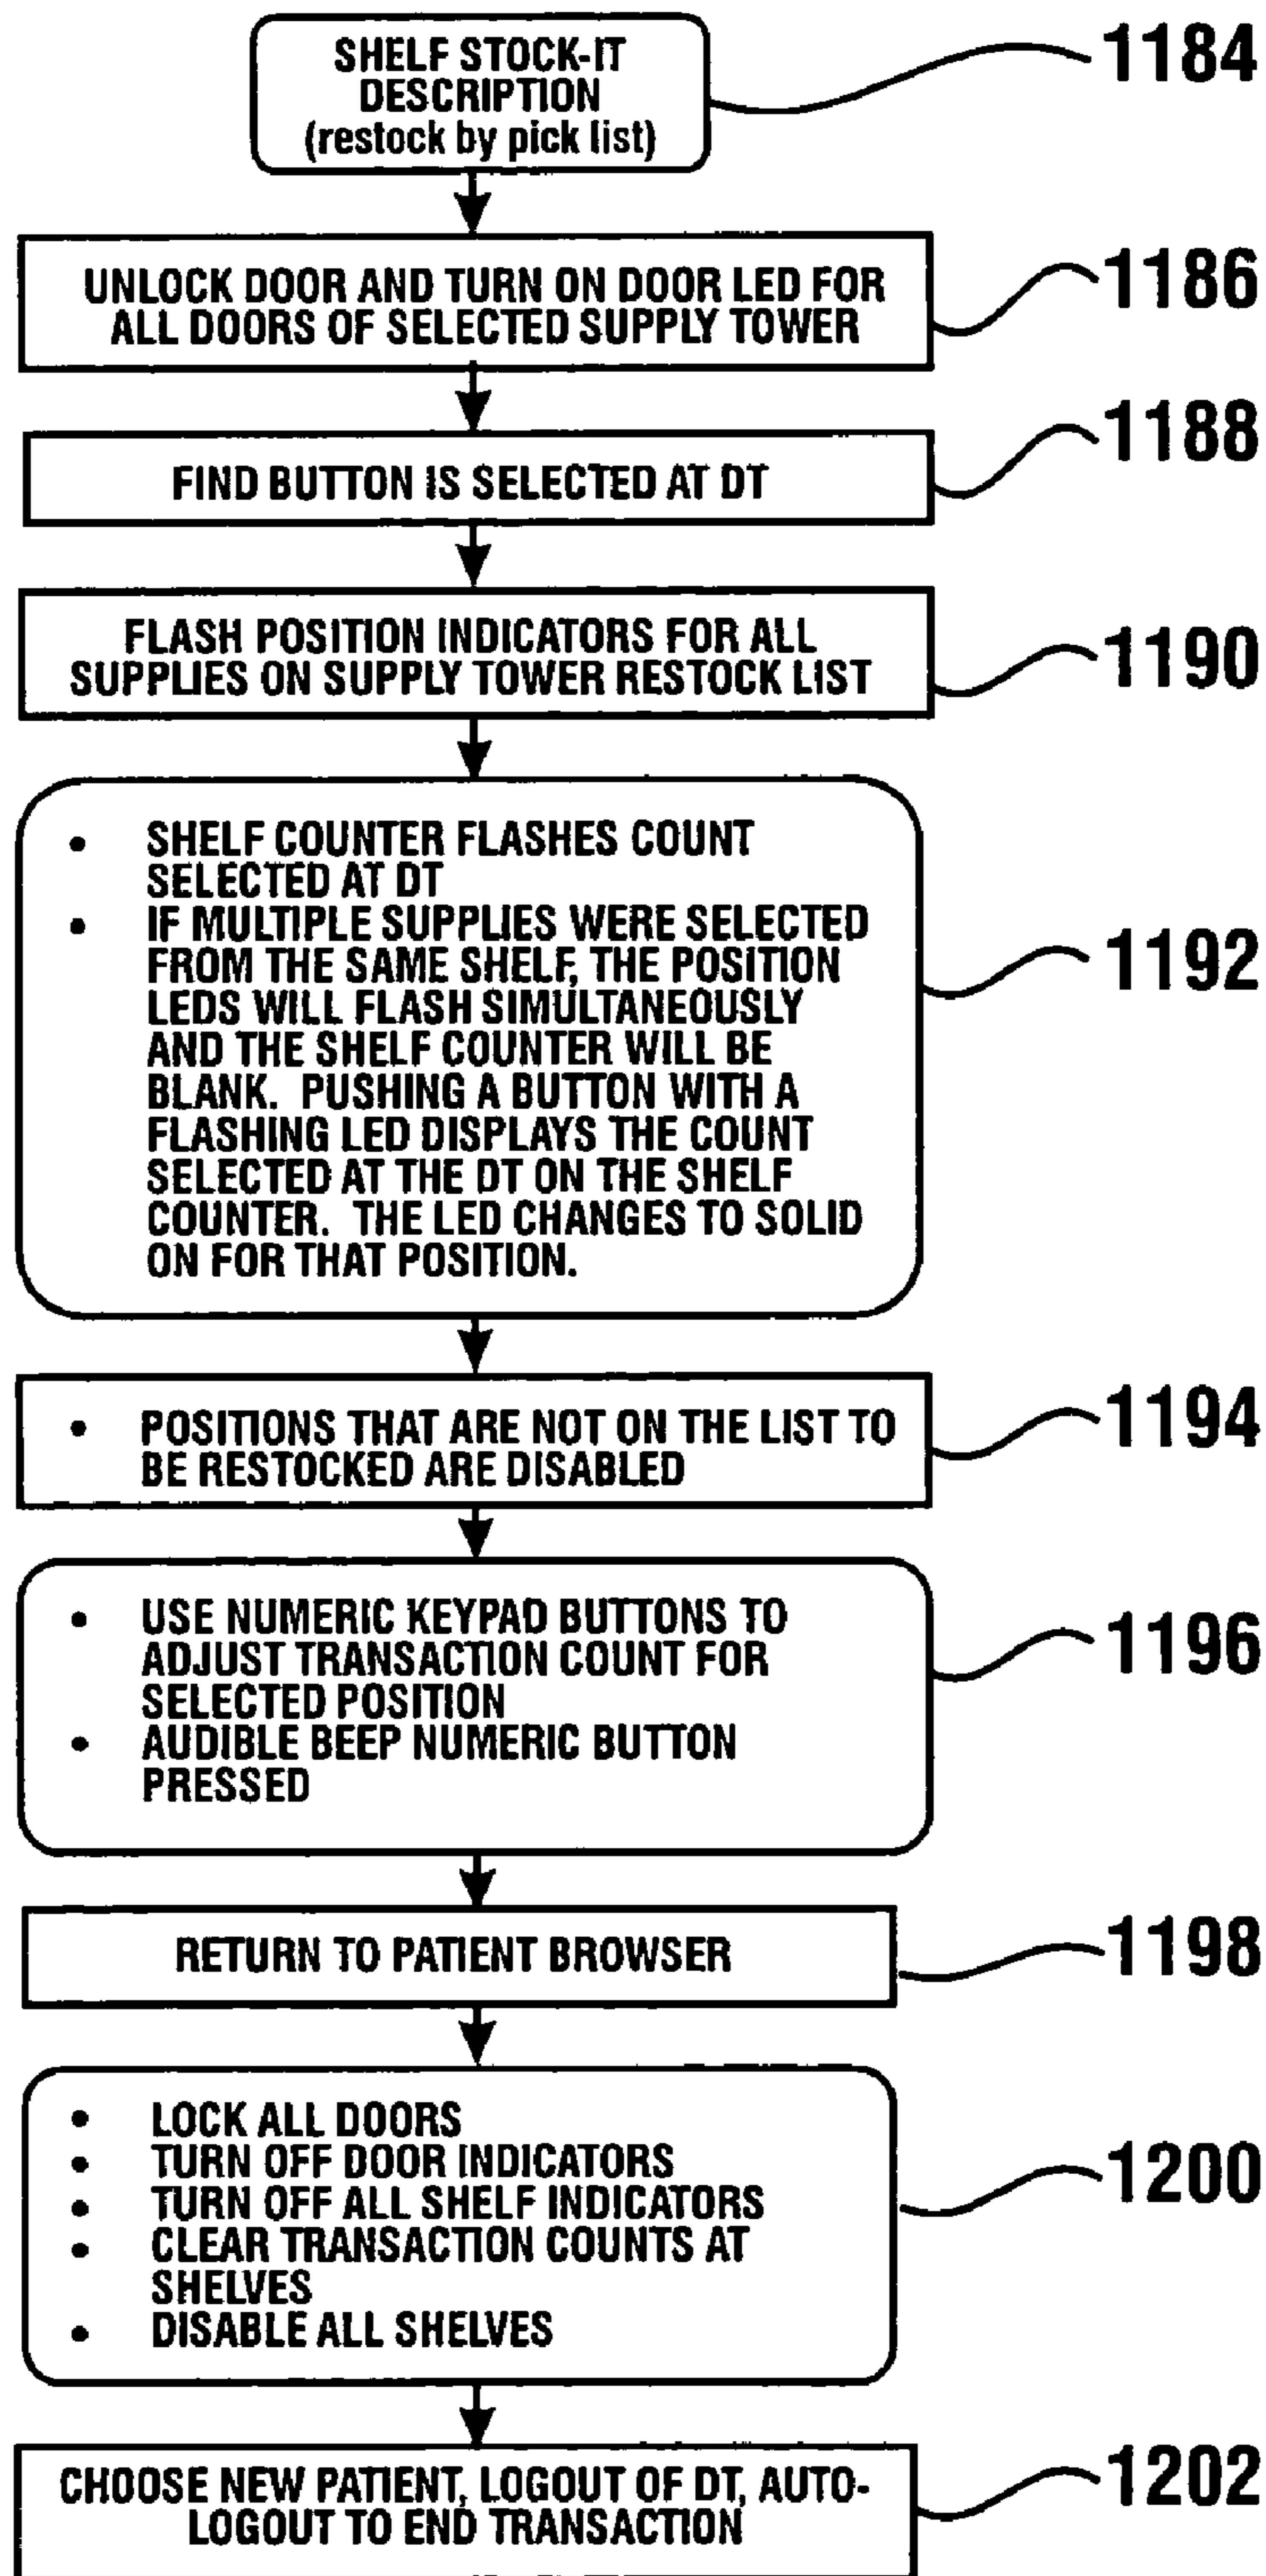 SHELF STOCK-IT
DESCRIPTION
(restock by pick list)
1184
UNLOCK DOOR AND TURN ON DOOR LED FOR
ALL DOORS OF SELECTED SUPPLY TOWER
1186
FIND BUTTON IS SELECTED AT DT
1188
FLASH POSITION INDICATORS FOR ALL
SUPPLIES ON SUPPLY TOWER RESTOCK LIST
1190
• SHELF COUNTER FLASHES COUNT
SELECTED AT DT
• IF MULTIPLE SUPPLIES WERE SELECTED
FROM THE SAME SHELF, THE POSITION
LEDS WILL FLASH SIMULTANEOUSLY
AND THE SHELF COUNTER WILL BE
BLANK. PUSHING A BUTTON WITH A
FLASHING LED DISPLAYS THE COUNT
SELECTED AT THE DT ON THE SHELF
COUNTER. THE LED CHANGES TO SOLID
ON FOR THAT POSITION.
1192
• POSITIONS THAT ARE NOT ON THE LIST TO
BE RESTOCKED ARE DISABLED
1194
• USE NUMERIC KEYPAD BUTTONS TO
ADJUST TRANSACTION COUNT FOR
SELECTED POSITION
• AUDIBLE BEEP NUMERIC BUTTON
PRESSED
1196
RETURN TO PATIENT BROWSER
1198
• LOCK ALL DOORS
• TURN OFF DOOR INDICATORS
• TURN OFF ALL SHELF INDICATORS
• CLEAR TRANSACTION COUNTS AT
SHELVES
• DISABLE ALL SHELVES
1200
CHOOSE NEW PATIENT, LOGOUT OF DT, AUTO-
LOGOUT TO END TRANSACTION
1202